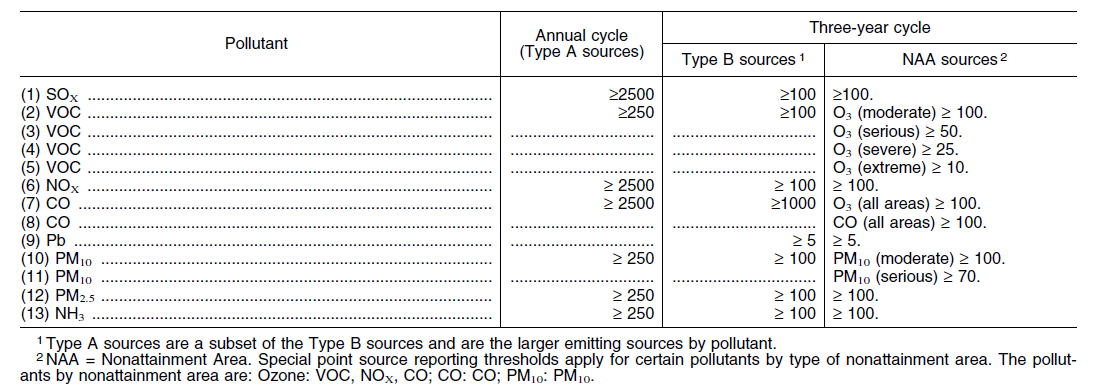 Pollutant Annual cycle (Type A sources) Three-year cycle
Type B sources 1 NAA sources 2
(1) SOX ≥2500 ≥100 ≥100.
(2) VOC ≥250 ≥100 O3 (moderate) ≥ 100.
(3) VOC O3 (serious) ≥ 50.
(4) VOC O3 (severe) ≥ 25.
(5) VOC O3 (extreme) ≥ 10.
(6) NOX ≥ 2500 ≥ 100 ≥ 100.
(7) CO ≥ 2500 ≥1000 O3 (all areas) ≥ 100.
(8) CO CO (all areas) ≥ 100.
(9) Pb ≥ 5 ≥ 5.
(10) PM10 ≥ 250 ≥ 100 PM10 (moderate) ≥ 100.
(11) PM10 PM10 (serious) ≥ 70.
(12) PM2.5 ≥ 250 ≥ 100 ≥ 100.
(13) NH3 ≥ 250 ≥ 100 ≥ 100.
1 Type A sources are a subset of the Type B sources and are the larger emitting sources by pollutant.
2 NAA = Nonattainment Area. Special point source reporting thresholds apply for certain pollutants by type of nonattainment area. The pollut-
ants by nonattainment area are: Ozone: VOC, NOX, CO; CO: CO; PM10: PM10.